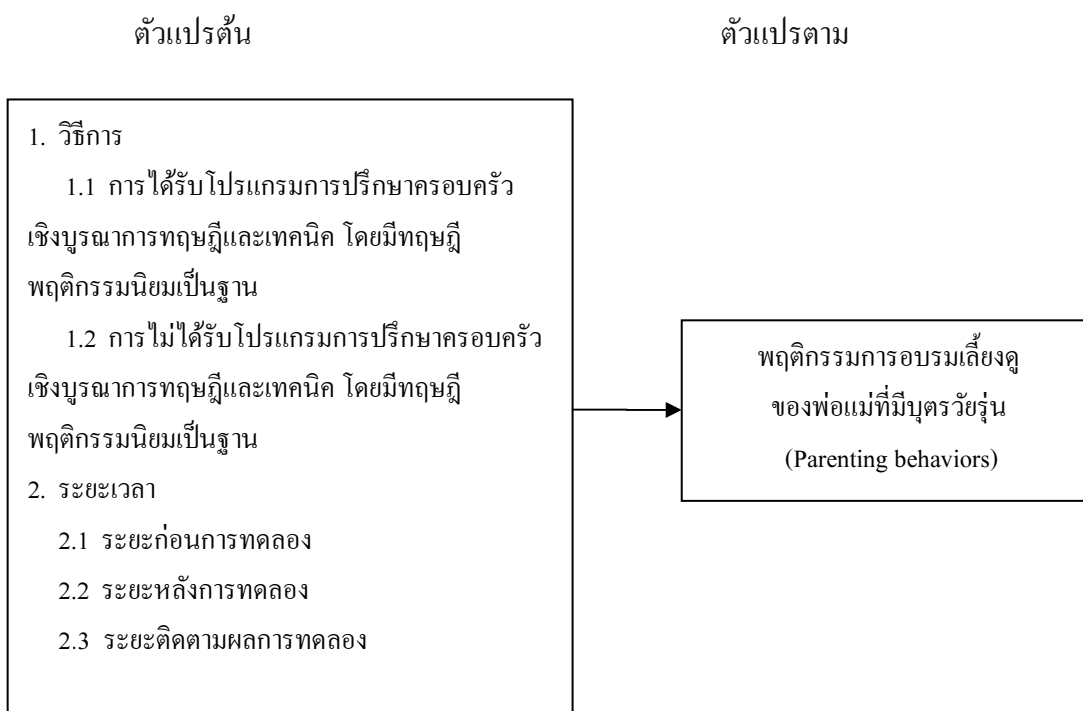 ตัวแปรต้น
ตัวแปรตาม
1. วิธีการ
1.1 การได้รับโปรแกรมการปรึกษาครอบครัว
เชิงบูรณาการทฤษฎีและเทคนิค โดยมีทฤษฎี
พฤติกรรมนิยมเป็นฐาน
1.2 การไม่ได้รับโปรแกรมการปรึกษาครอบครัว
เชิงบูรณาการทฤษฎีและเทคนิค โดยมีทฤษฎี
พฤติกรรมนิยมเป็นฐาน
2. ระยะเวลา
2.1 ระยะก่อนการทดลอง
2.2 ระยะหลังการทดลอง
2.3 ระยะติดตามผลการทดลอง
พฤติกรรมการอบรมเลี้ยงดู
ของพ่อแม่ที่มีบุตรวัยรุ่น
(Parenting behaviors)